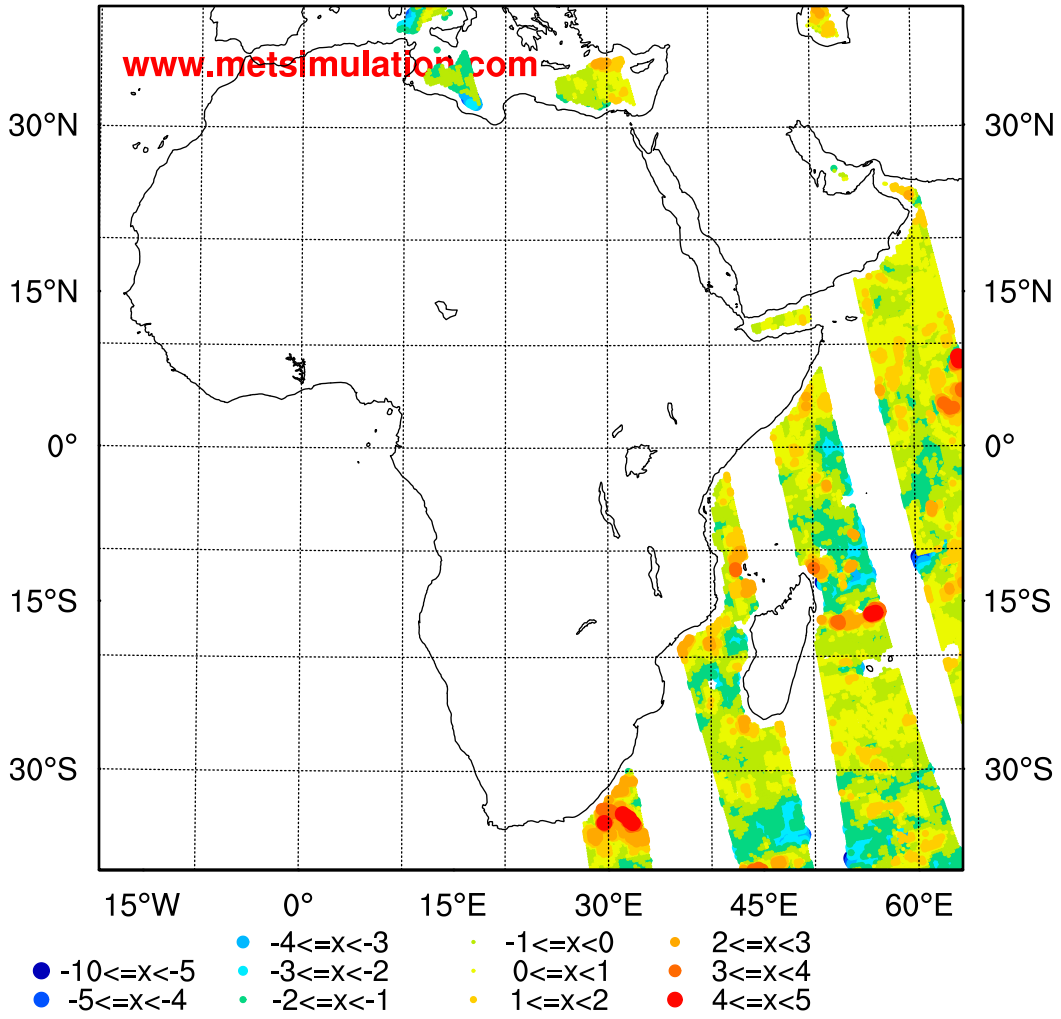 www.metsimulation.com
30°N 30°N
15°N 15°N
0° 0°
15°S 15°S
30°S 30°S
15°W 0° 15°E 30°E 45°E 60°E
-4<=x<-3 -1<=x<0 2<=x<3
-10<=x<-5 -3<=x<-2 0<=x<1 3<=x<4
-5<=x<-4 -2<=x<-1 1<=x<2 4<=x<5